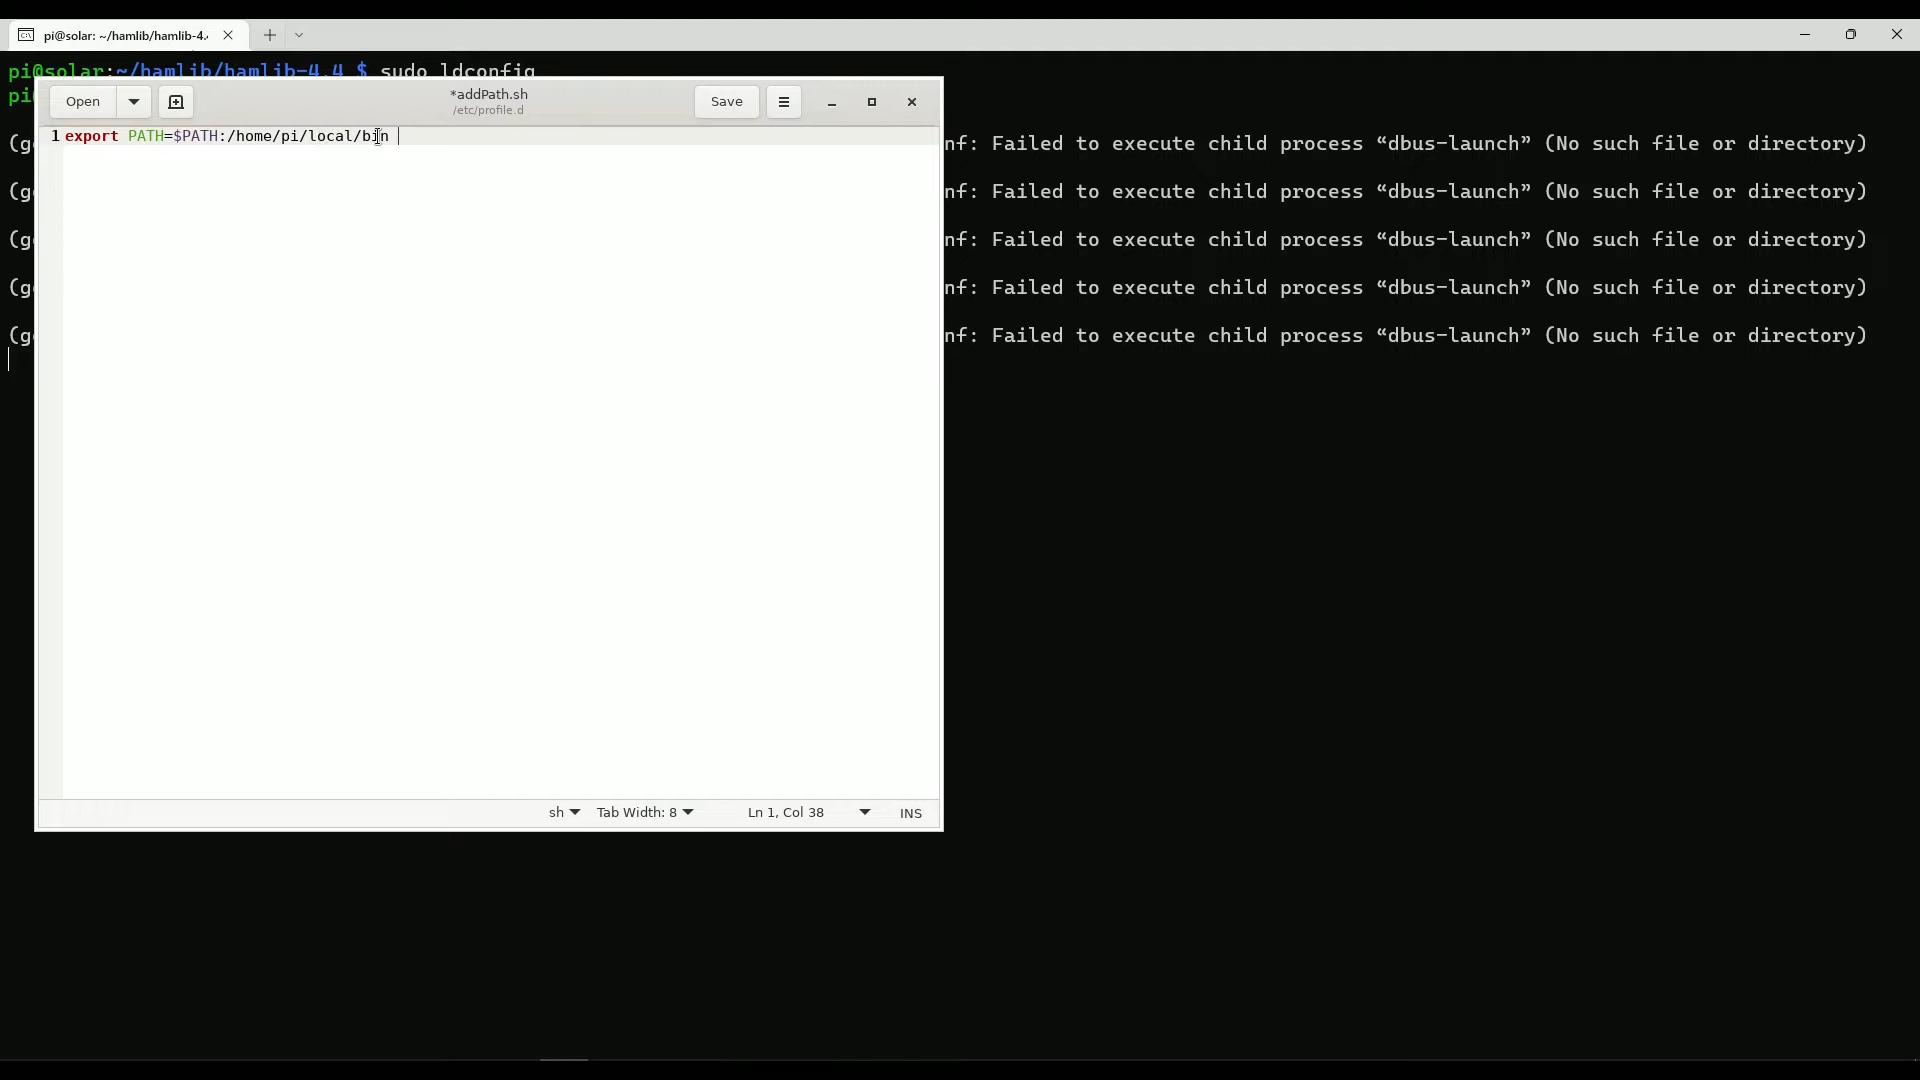 pi@solar: ~/hamlib/hamlib-4.
pi@solar:~/hamlib/hamlib-4.4 $ sudo ldconfig
pi
Open
*addPath.sh
/etc/profile.d
Save
1 export PATH=$PATH:/home/pi/local/bin
(g nf: Failed to execute child process “dbus-launch” (No such file or directory)
(g nf: Failed to execute child process “dbus-launch” (No such file or directory)
(g nf: Failed to execute child process “dbus-launch” (No such file or directory)
(g nf: Failed to execute child process “dbus-launch” (No such file or directory)
(g nf: Failed to execute child process “dbus-launch” (No such file or directory)
sh Tab Width: 8 Ln 1, Col 38 INS